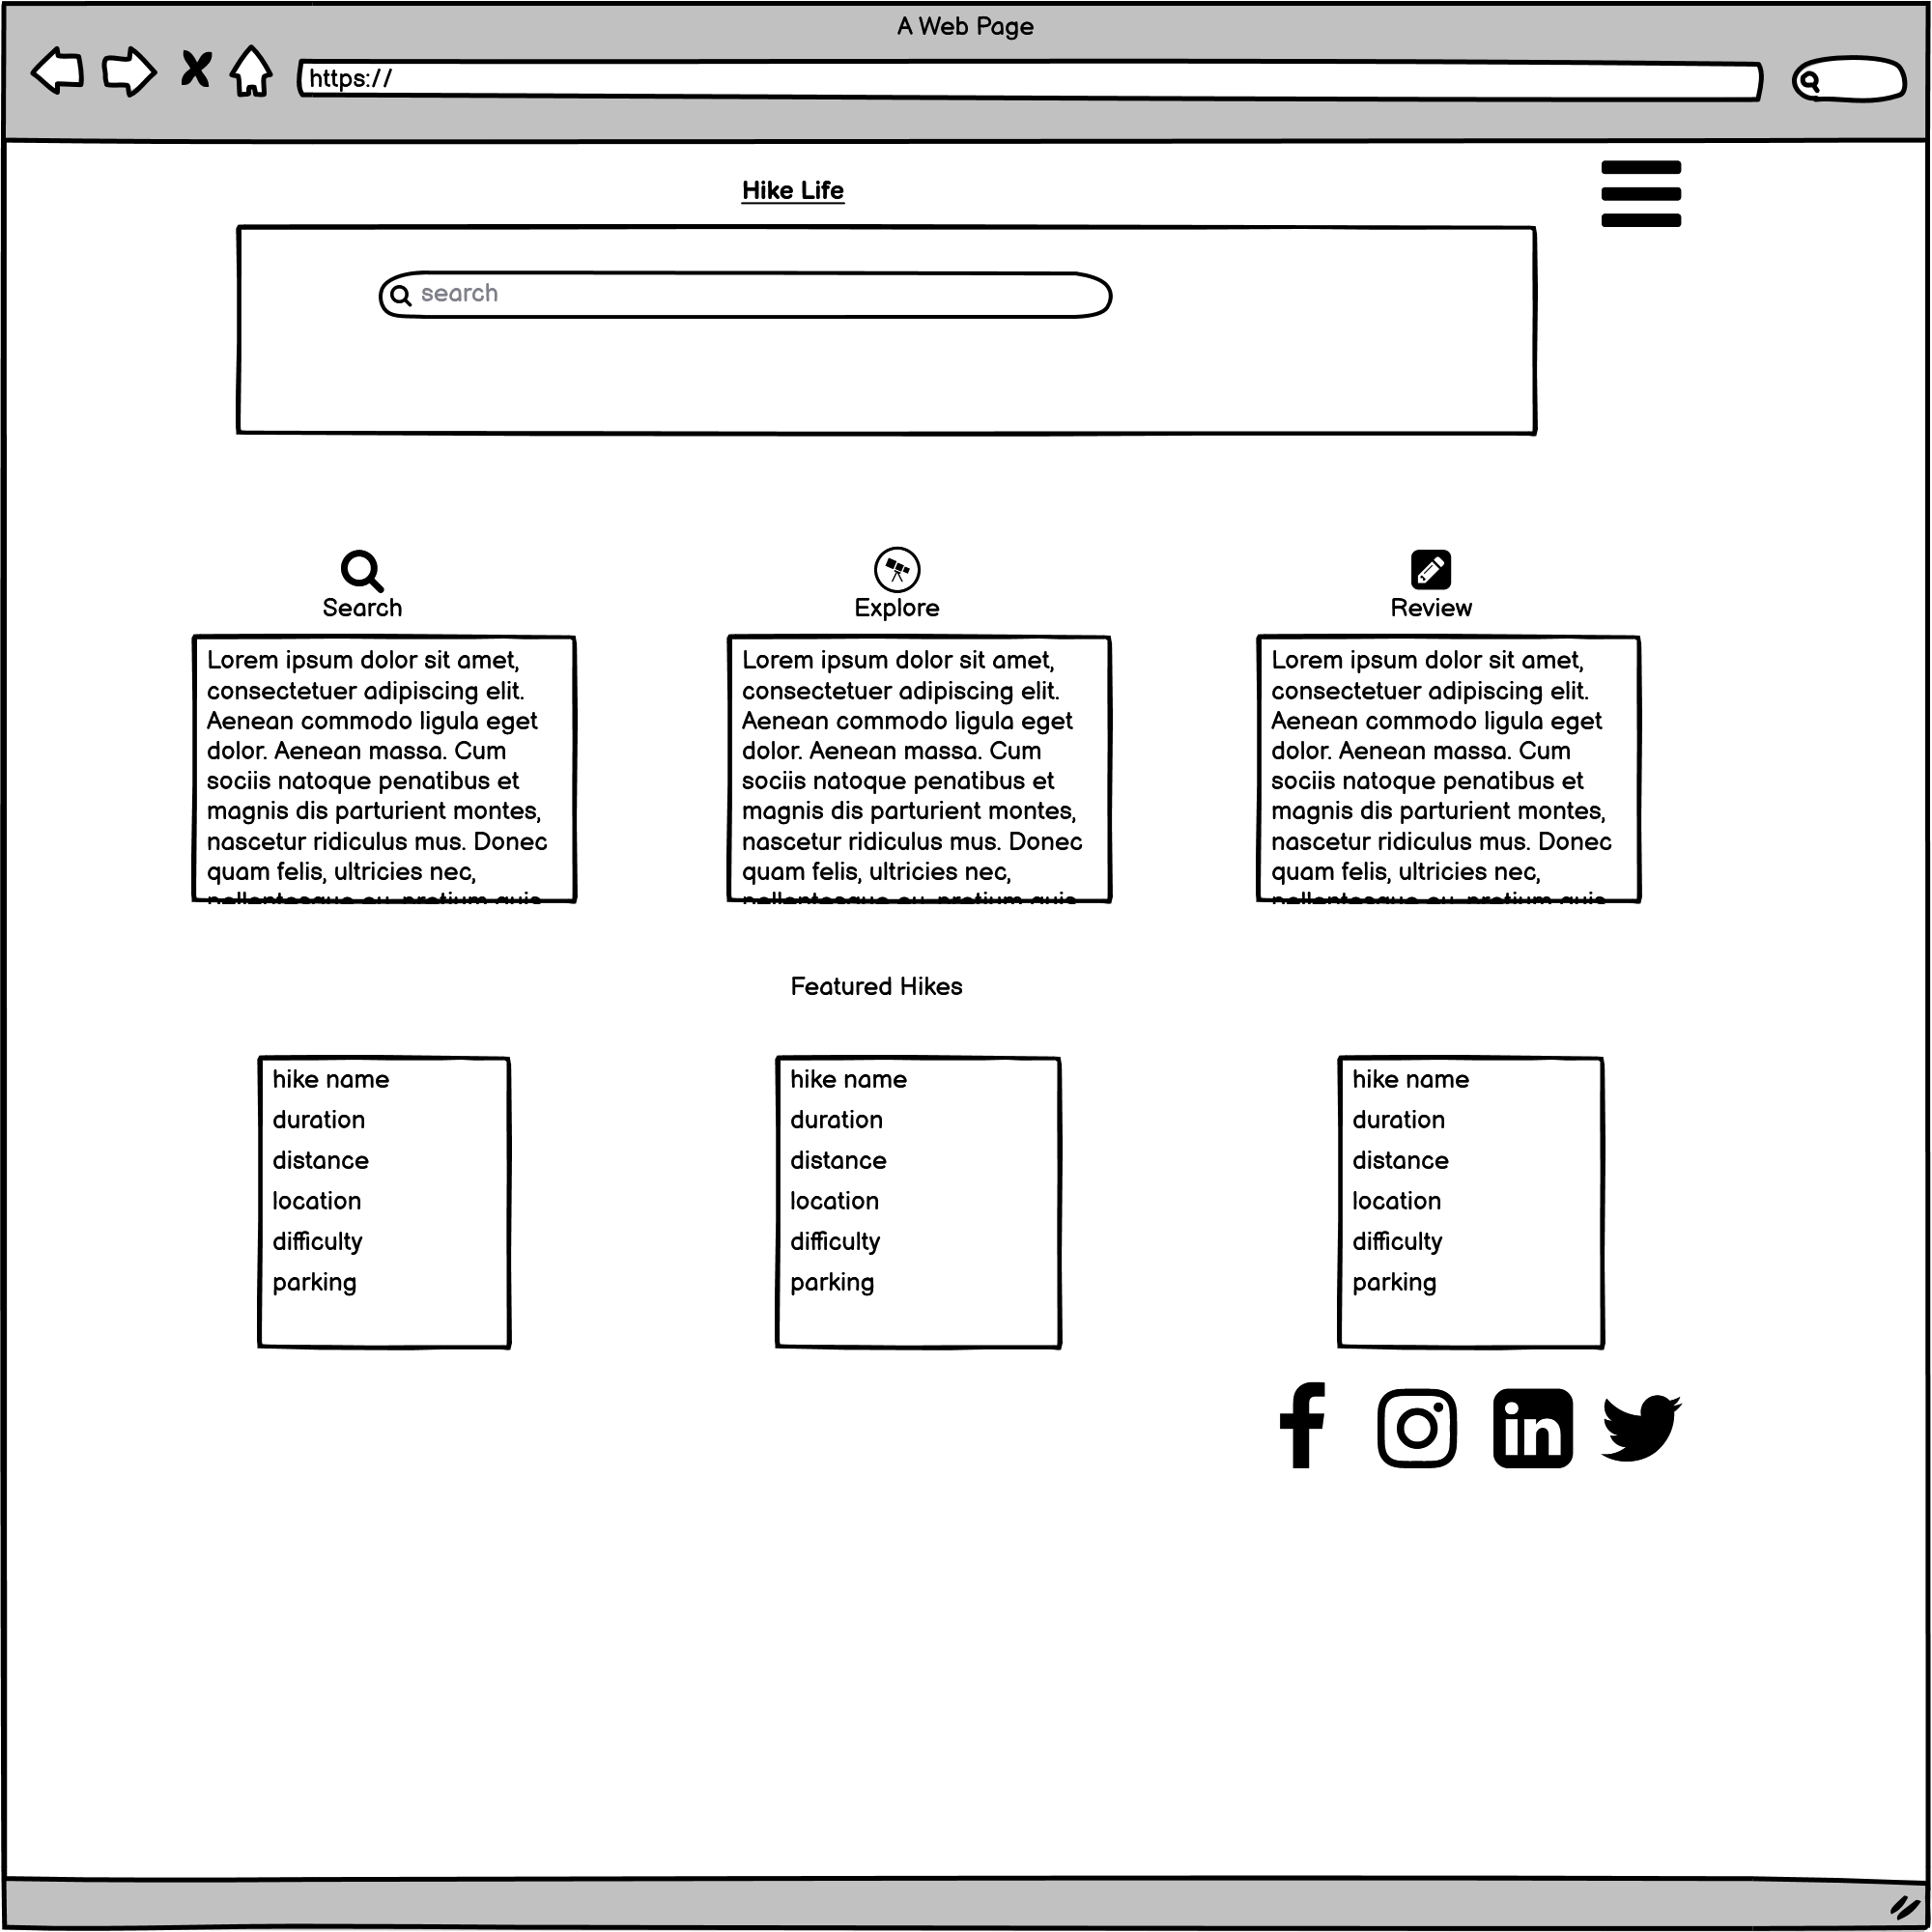 A Web Page
https://
Hike Life
search
Search
Explore
Review
Lorem ipsum dolor sit amet,
consectetuer adipiscing elit.
Aenean commodo ligula eget
dolor. Aenean massa. Cum
sociis natoque penatibus et
magnis dis parturient montes,
nascetur ridiculus mus. Donec
quam felis, ultricies nec,
Lorem ipsum dolor sit amet,
consectetuer adipiscing elit.
Aenean commodo ligula eget
dolor. Aenean massa. Cum
sociis natoque penatibus et
magnis dis parturient montes,
nascetur ridiculus mus. Donec
quam felis, ultricies nec,
Lorem ipsum dolor sit amet,
consectetuer adipiscing elit.
Aenean commodo ligula eget
dolor. Aenean massa. Cum
sociis natoque penatibus et
magnis dis parturient montes,
nascetur ridiculus mus. Donec
quam felis, ultricies nec,
Featured Hikes
hike name
duration
distance
location
difficulty
parking
hike name
duration
distance
location
difficulty
parking
hike name
duration
distance
location
difficulty
parking
in